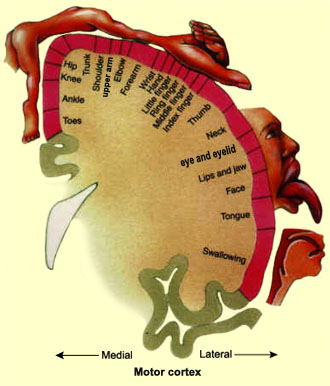 Toes
Ankle
Knee
Hip
Trunk
Shoulder
upper arm
Elbow
Forearm
Wrist
Hand
Little finger
Ring finger
Middle finger
Index finger
Thumb
Neck
eye and eyelid
Lips and jaw
Face
Tongue
Swallowing
Medial
Lateral
Motor cortex